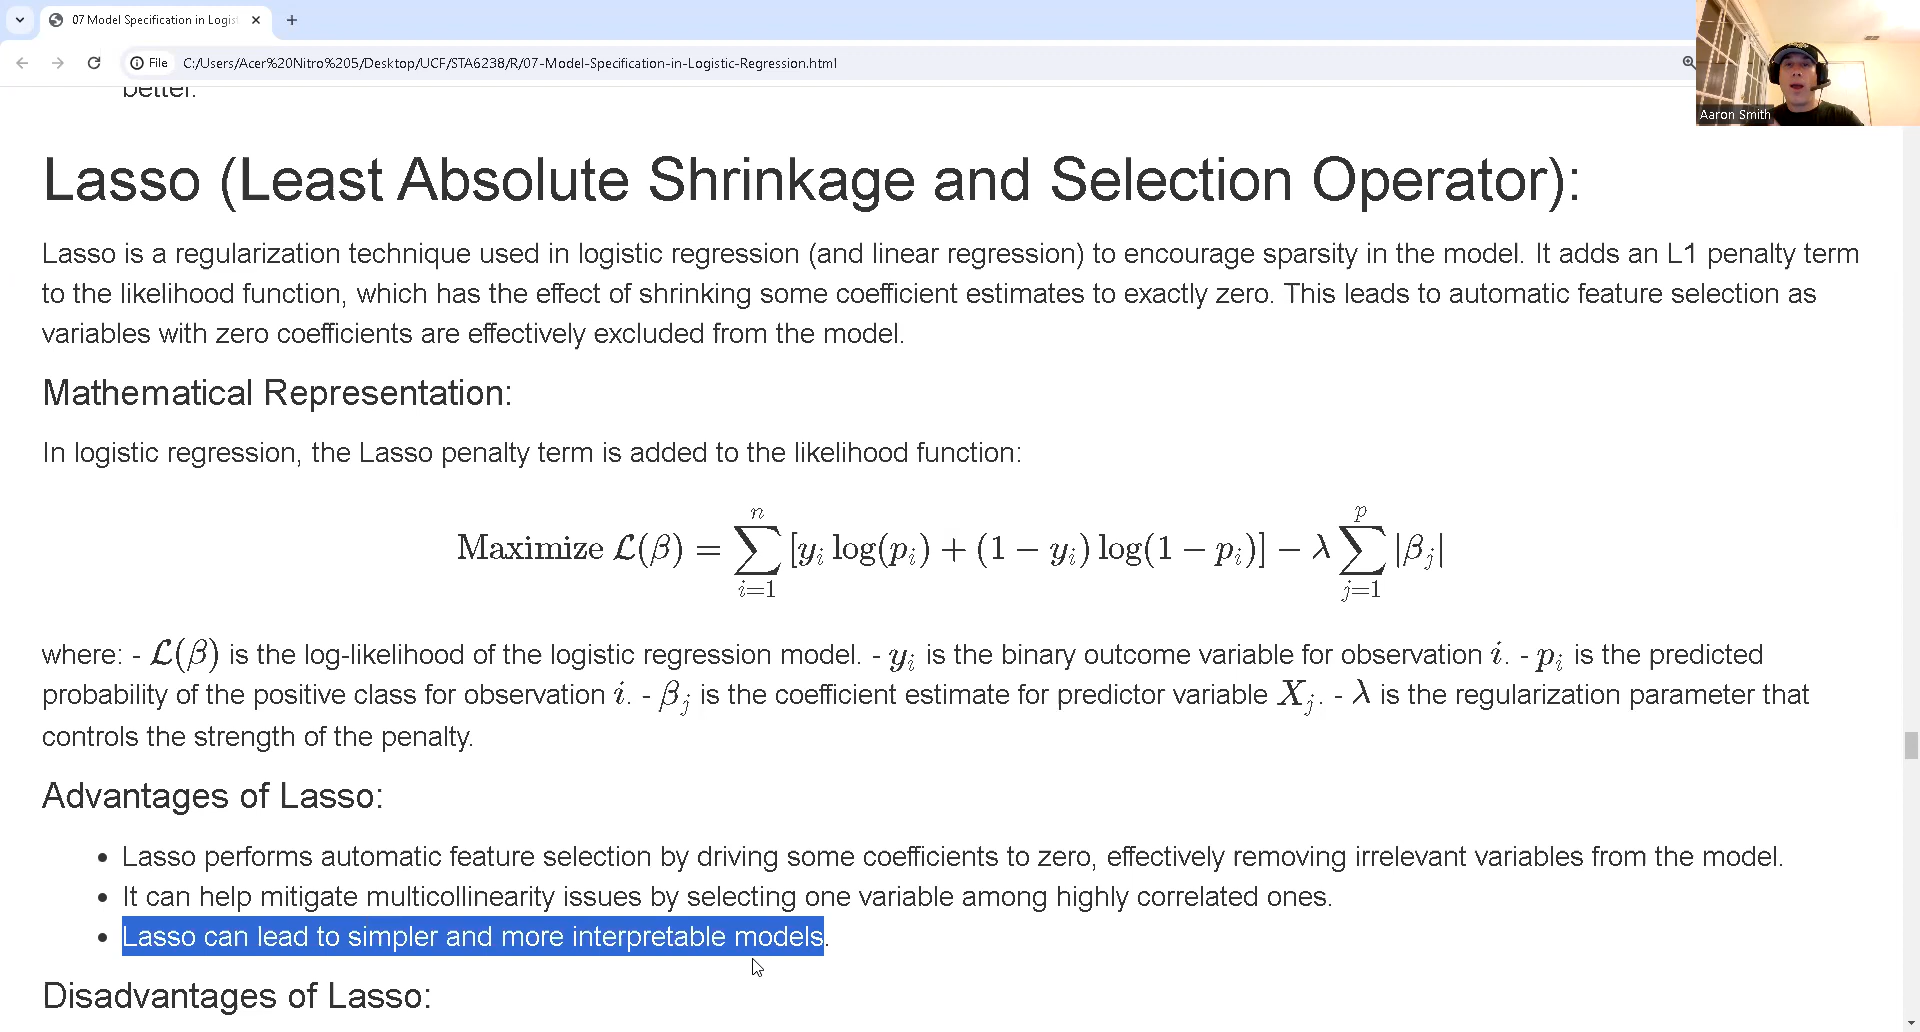 07 Model Specification in Logis
File
C:/Users/Acer%20Nitro%205/Desktop/UCF/STA6238/R/07-Model-Specification-in-Logistic-Regression.html
Aaron Smith
better.
Lasso (Least Absolute Shrinkage and Selection Operator):
Lasso is a regularization technique used in logistic regression (and linear regression) to encourage sparsity in the model. It adds an L1 penalty term
to the likelihood function, which has the effect of shrinking some coefficient estimates to exactly zero. This leads to automatic feature selection as
variables with zero coefficients are effectively excluded from the model.
Mathematical Representation:
In logistic regression, the Lasso penalty term is added to the likelihood function:
Maximize ℒ(β) = ∑_{i=1}^{n} [y_i log(p_i) + (1 − y_i) log(1 − p_i)] − λ ∑_{j=1}^{p} |β_j|
where: - ℒ(β) is the log-likelihood of the logistic regression model. - y_i is the binary outcome variable for observation i. - p_i is the predicted
probability of the positive class for observation i. - β_j is the coefficient estimate for predictor variable X_j. - λ is the regularization parameter that
controls the strength of the penalty.
Advantages of Lasso:
• Lasso performs automatic feature selection by driving some coefficients to zero, effectively removing irrelevant variables from the model.
• It can help mitigate multicollinearity issues by selecting one variable among highly correlated ones.
• Lasso can lead to simpler and more interpretable models.
Disadvantages of Lasso: